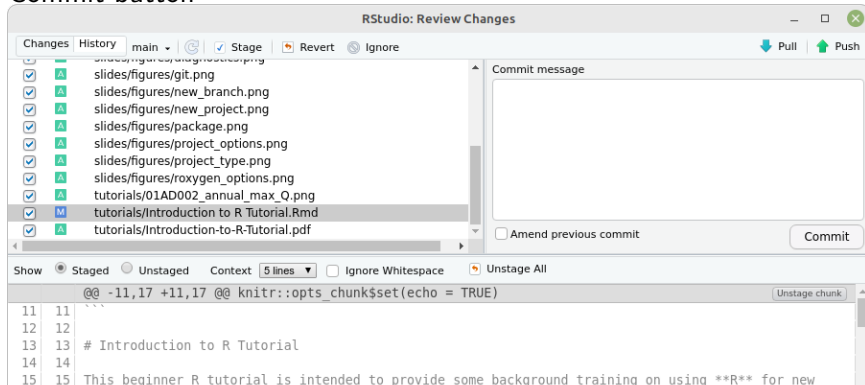 Commit button
RStudio: Review Changes
Changes History main Stage Revert Ignore Pull Push
slides/figures/diagnostics.png
A slides/figures/git.png
A slides/figures/new_branch.png
A slides/figures/new_project.png
A slides/figures/package.png
A slides/figures/project_options.png
A slides/figures/project_type.png
A slides/figures/roxygen_options.png
A tutorials/01AD002_annual_max_Q.png
M tutorials/Introduction to R Tutorial.Rmd
A tutorials/Introduction-to-R-Tutorial.pdf
Commit message
Amend previous commit Commit
Show Staged Unstaged Context 5 lines Ignore Whitespace Unstage All
@@ -11,17 +11,17 @@ knitr::opts_chunk$set(echo = TRUE) Unstage chunk
11 11 ```
12 12
13 13 # Introduction to R Tutorial
14 14
15 15 This beginner R tutorial is intended to provide some background training on using **R** for new